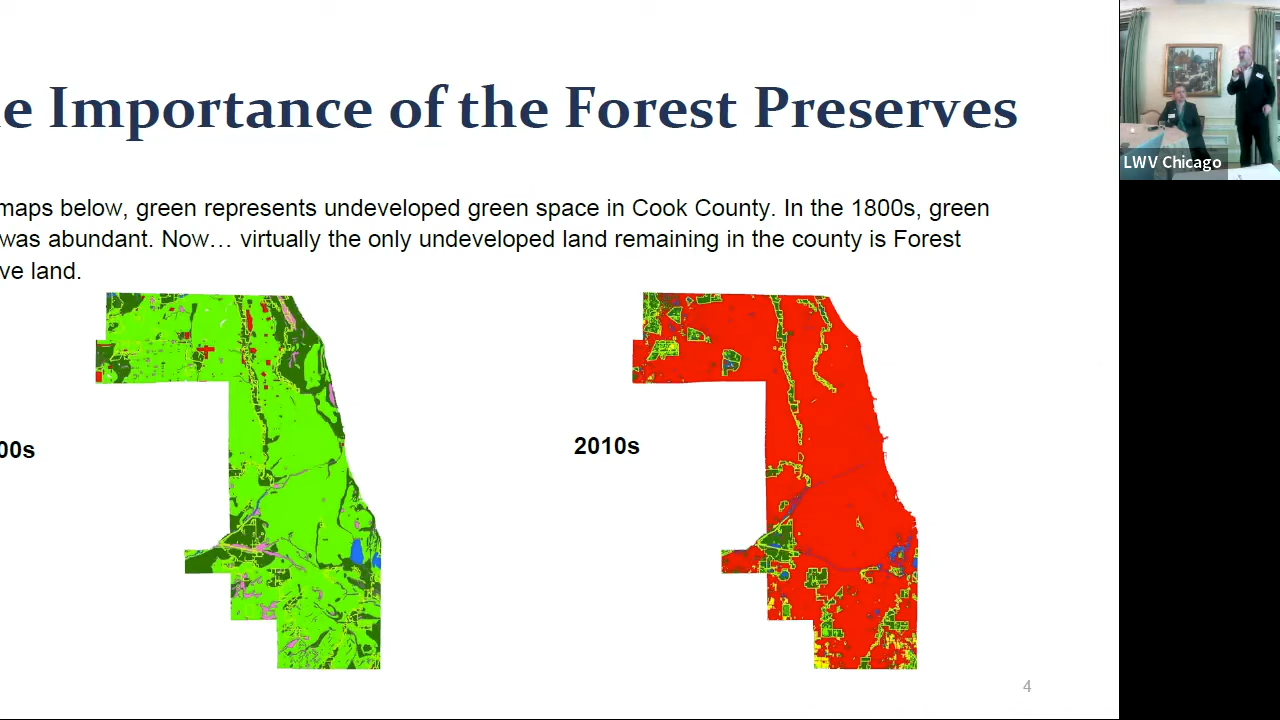 e Importance of the Forest Preserves
maps below, green represents undeveloped green space in Cook County. In the 1800s, green
was abundant. Now… virtually the only undeveloped land remaining in the county is Forest
ve land.
00s
2010s
4
LWV Chicago